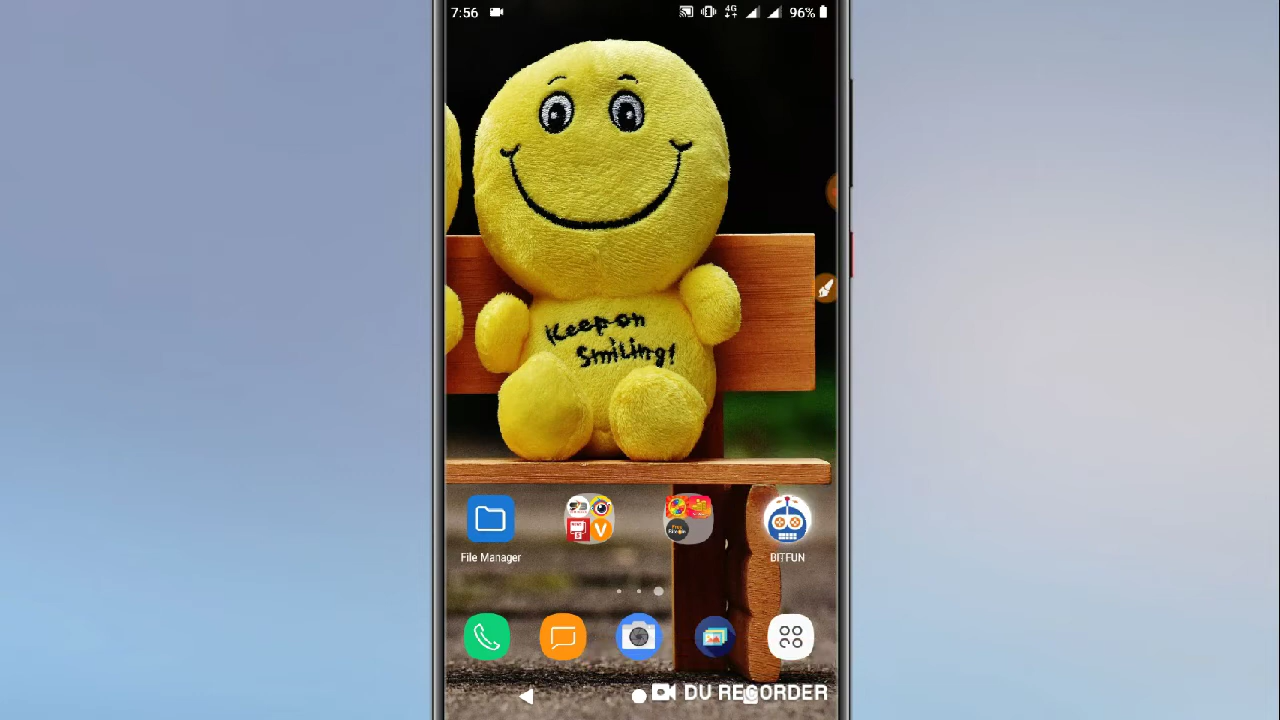 7:56
4G
96%
Keep on
Smiling!
File Manager
BITFUN
DU RECORDER